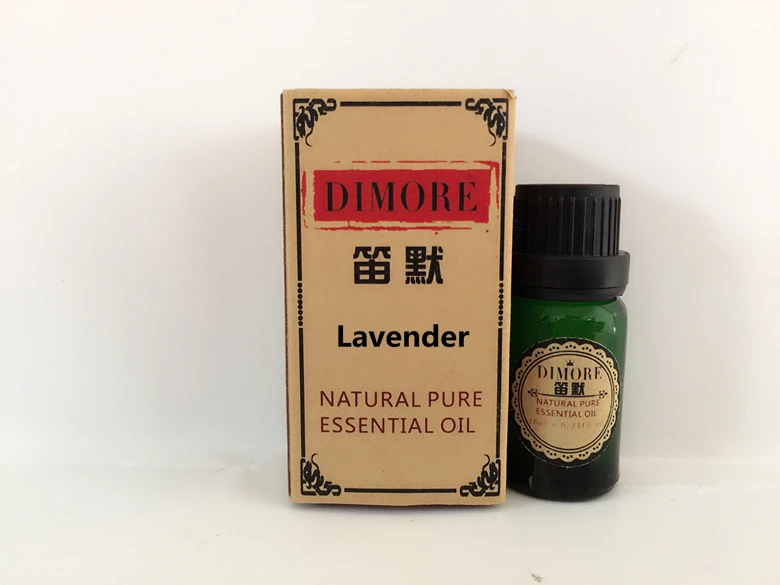 DIMORE
笛默
Lavender
NATURAL PURE
ESSENTIAL OIL
DIMORE
笛默
NATURAL PURE
ESSENTIAL OIL